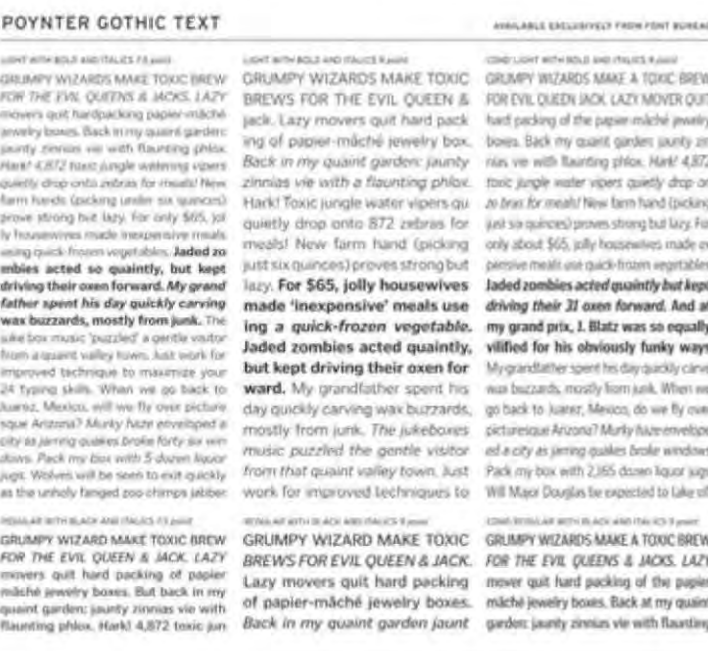 POYNTER GOTHIC TEXT
AVAILABLE EXCLUSIVELY FROM FONT BUREAU
LIGHT WITH BOLD AND ITALICS 7.5 point
GRUMPY WIZARDS MAKE TOXIC BREW
FOR THE EVIL QUEENS & JACKS. LAZY
movers quit hardpacking papier-mâché
jewelry boxes. Back in my quaint garden:
jaunty zinnias vie with flaunting phlox.
Hark! 4,872 toxic jungle watering vipers
quietly drop onto zebras for meals! New
farm hands (picking under six quinces)
prove strong but lazy. For only $65, jol
ly housewives made inexpensive meals
using quick-frozen vegetables. Jaded zo
mbies acted so quaintly, but kept
driving their oxen forward. My grand
father spent his day quickly carving
wax buzzards, mostly from junk. The
juke box music 'puzzled' a gentle visitor
from a quaint valley town. Just work for
improved technique to maximize your
24 typing skills. When we go back to
Juarez, Mexico, will we fly over picture
sque Arizona? Murky haze enveloped a
city as jarring quakes broke forty-six win
dows. Pack my box with 5 dozen liquor
jugs. Wolves will be seen to exit quickly
as the unholy fanged zoo chimps jabber
REGULAR WITH BLACK AND ITALICS 7.5 point
GRUMPY WIZARD MAKE TOXIC BREW
FOR THE EVIL QUEEN & JACK. LAZY
movers quit hard packing of papier
mâché jewelry boxes. But back in my
quaint garden: jaunty zinnias vie with
flaunting phlox. Hark! 4,872 toxic jun
LIGHT WITH BOLD AND ITALICS 9 point
GRUMPY WIZARDS MAKE TOXIC
BREWS FOR THE EVIL QUEEN &
jack. Lazy movers quit hard pack
ing of papier-mâché jewelry box.
Back in my quaint garden: jaunty
zinnias vie with a flaunting phlox.
Hark! Toxic jungle water vipers qu
quietly drop onto 872 zebras for
meals! New farm hand (picking
just six quinces) proves strong but
lazy. For $65, jolly housewives
made 'inexpensive' meals use
ing a quick-frozen vegetable.
Jaded zombies acted quaintly,
but kept driving their oxen for
ward. My grandfather spent his
day quickly carving wax buzzards,
mostly from junk. The jukeboxes
music puzzled the gentle visitor
from that quaint valley town. Just
work for improved techniques to
REGULAR WITH BLACK AND ITALICS 9 point
GRUMPY WIZARD MAKE TOXIC
BREWS FOR EVIL QUEEN & JACK.
Lazy movers quit hard packing
of papier-mâché jewelry boxes.
Back in my quaint garden jaunt
COND LIGHT WITH BOLD AND ITALICS 9 point
GRUMPY WIZARDS MAKE A TOXIC BREW
FOR EVIL QUEEN JACK. LAZY MOVER QUIT
hard packing of the papier mâché jewelry
boxes. Back my quaint garden jaunty zin
nias vie with flaunting phlox. Hark! 4,872
toxic jungle water vipers quietly drop on
ze bras for meals! New farm hand (picking
just six quinces) proves strong but lazy. For
only about $65, jolly housewives made ex
pensive meals use quick-frozen vegetables
Jaded zombies acted quaintly but kept
driving their 31 oxen forward. And at
my grand prix, J. Blatz was so equally
vilified for his obviously funky ways
My grandfather spent his day quickly carve
wax buzzards, mostly from junk. When we
go back to Juarez, Mexico, do we fly over
picturesque Arizona? Murky haze envelope
ed a city as jarring quakes broke windows
Pack my box with 2,365 dozen liquor jugs
Will Major Douglas be expected to take of
COND REGULAR WITH BLACK AND ITALICS 9 point
GRUMPY WIZARDS MAKE A TOXIC BREW
FOR THE EVIL QUEENS & JACKS. LAZY
mover quit hard packing of the papier
mâché jewelry boxes. Back at my quaint
garden: jaunty zinnias vie with flaunting